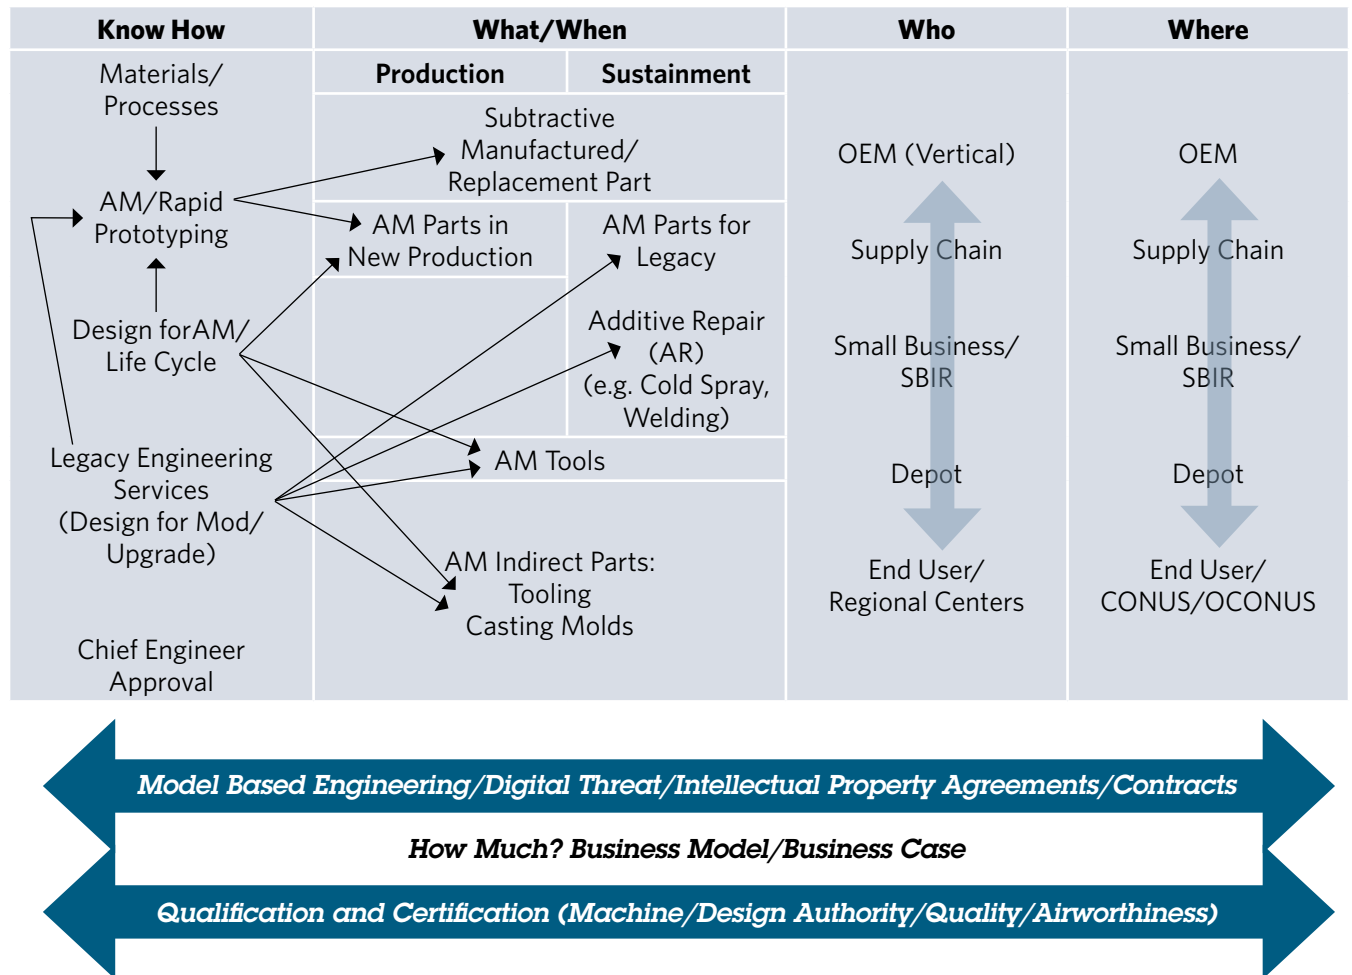 Know How
What/When
Who
Where
Production
Sustainment
Materials/
Processes
AM/Rapid
Prototyping
Design forAM/
Life Cycle
Legacy Engineering
Services
(Design for Mod/
Upgrade)
Chief Engineer
Approval
Subtractive
Manufactured/
Replacement Part
AM Parts in
New Production
AM Parts for
Legacy
Additive Repair
(AR)
(e.g. Cold Spray,
Welding)
AM Tools
AM Indirect Parts:
Tooling
Casting Molds
OEM (Vertical)
Supply Chain
Small Business/
SBIR
Depot
End User/
Regional Centers
OEM
Supply Chain
Small Business/
SBIR
Depot
End User/
CONUS/OCONUS
Model Based Engineering/Digital Threat/Intellectual Property Agreements/Contracts
How Much? Business Model/Business Case
Qualification and Certification (Machine/Design Authority/Quality/Airworthiness)